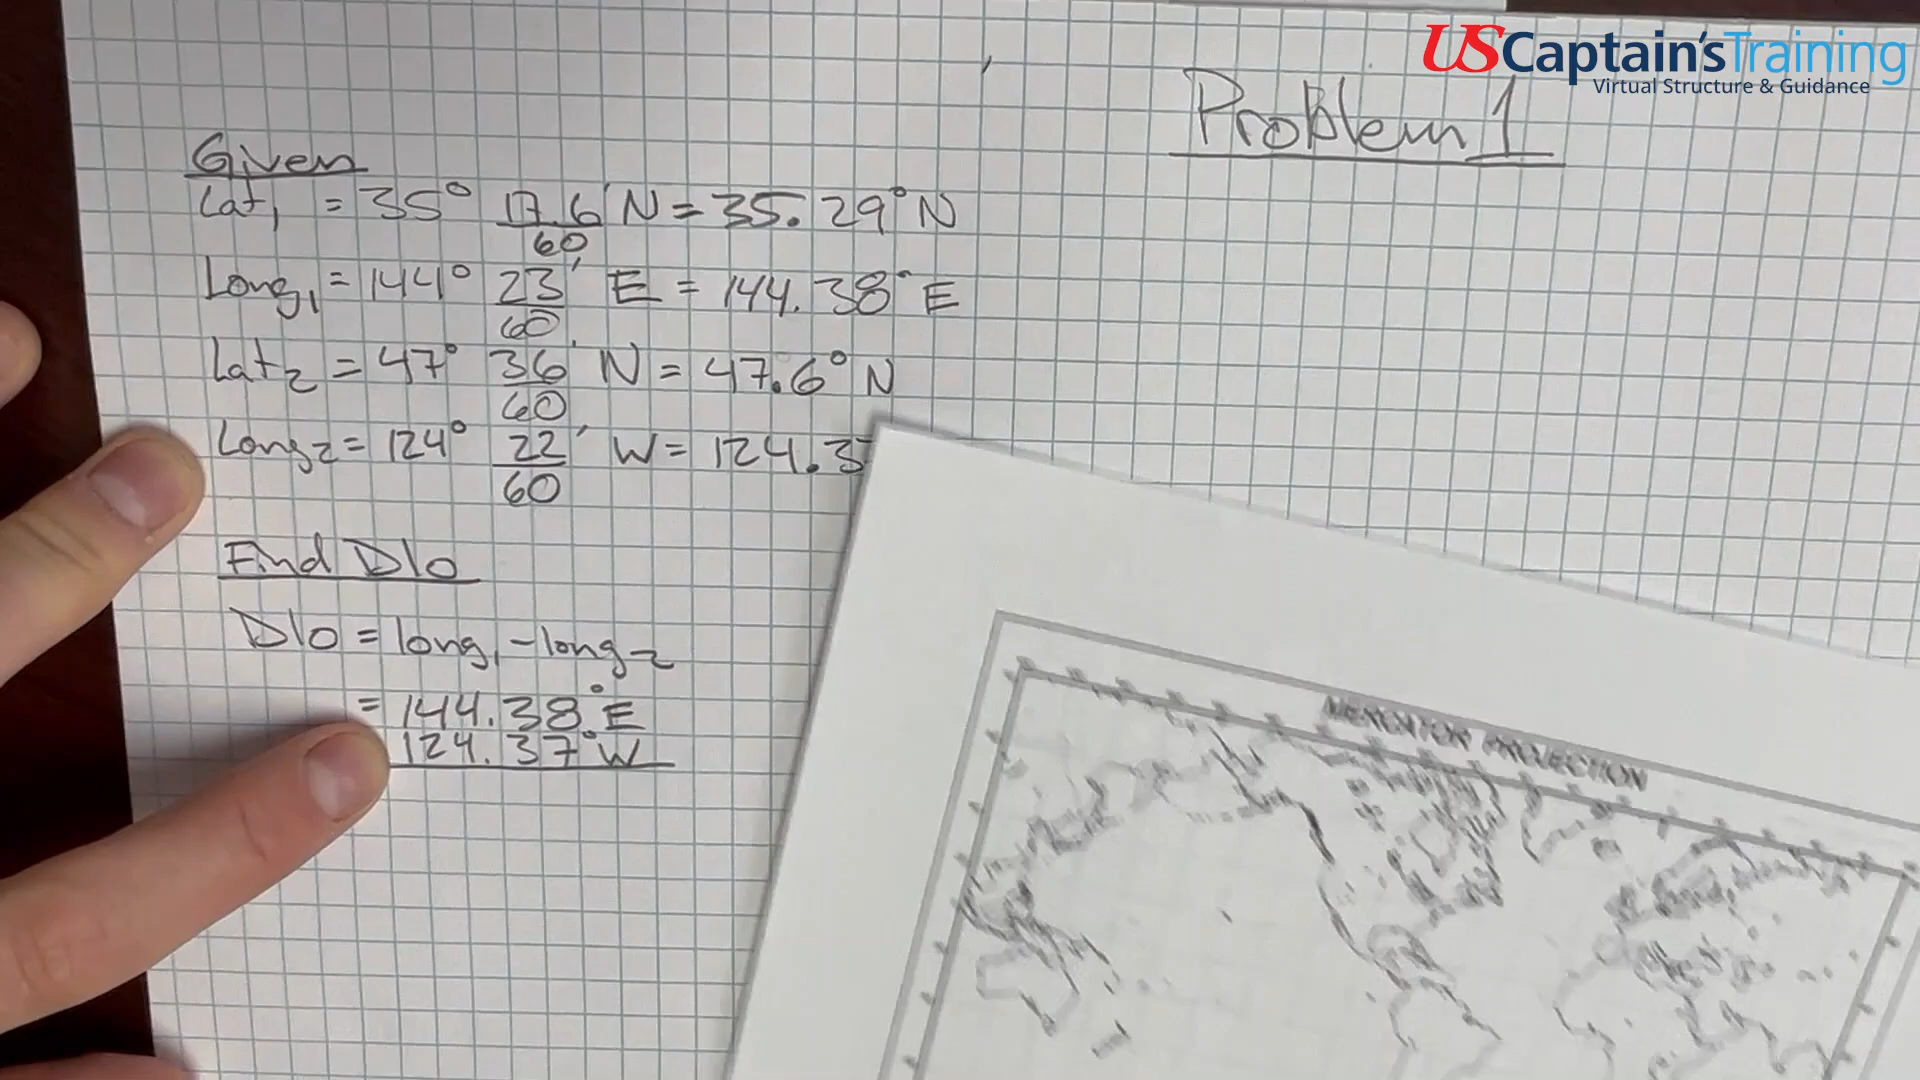 USCaptain'sTraining
Virtual Structure & Guidance
Problem 1
Given
Lat₁ = 35° 17.6' N = 35.29° N
60
Long₁ = 144° 23' E = 144.38° E
60
Lat₂ = 47° 36' N = 47.6° N
60
Long₂ = 124° 22' W = 124.3
60
Find Dlo
Dlo = long₁ - long₂
= 144.38° E
124.37° W
MERCATOR PROJECTION